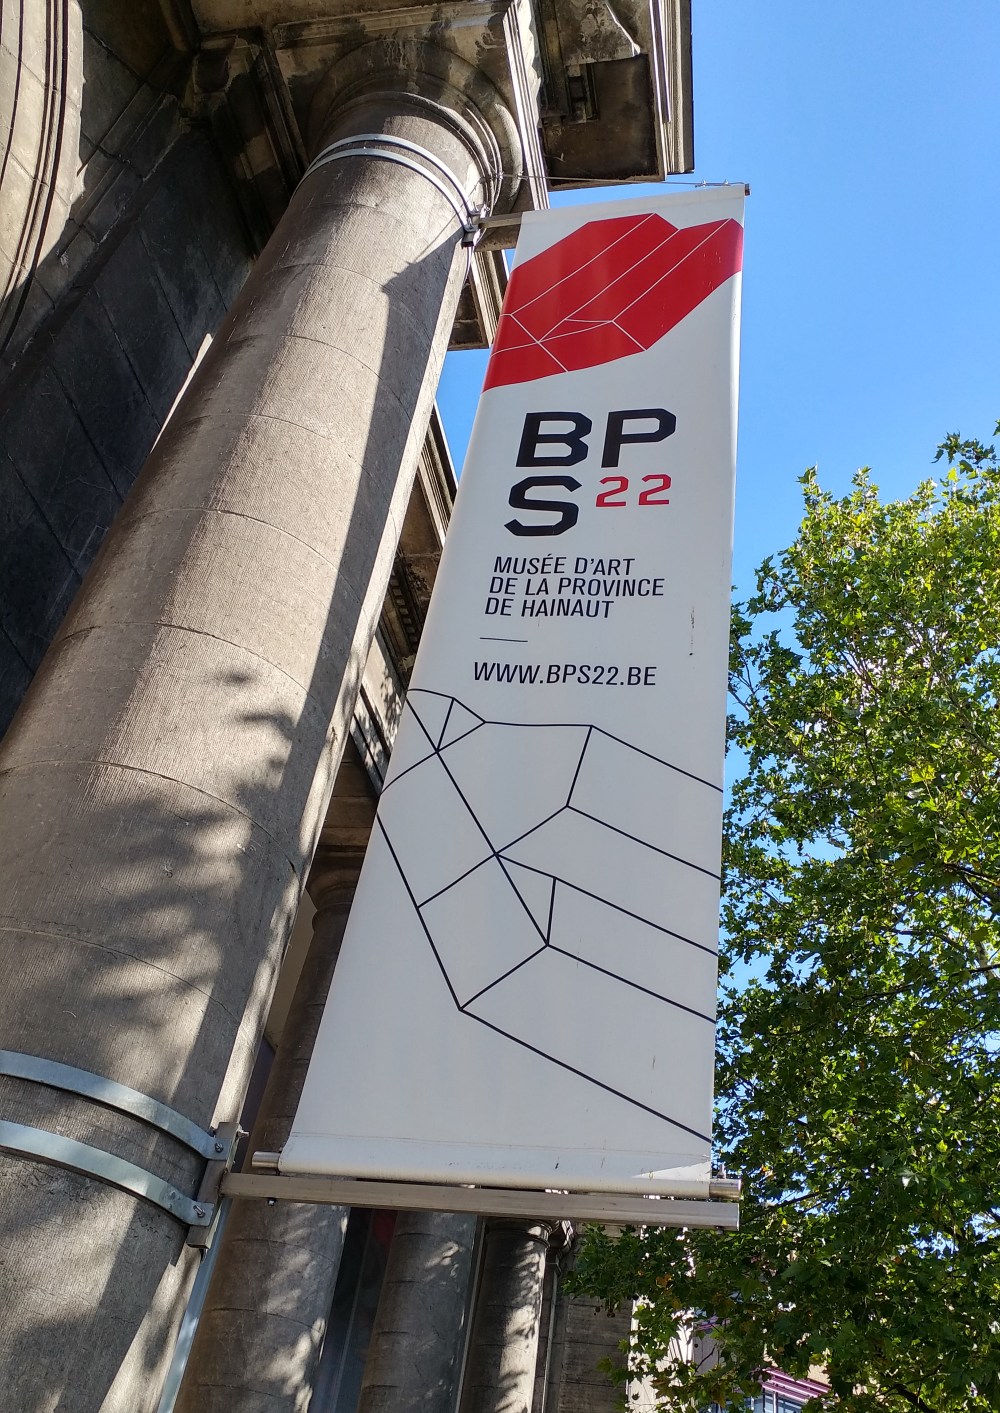 BP
S22
MUSÉE D'ART
DE LA PROVINCE
DE HAINAUT
WWW.BPS22.BE